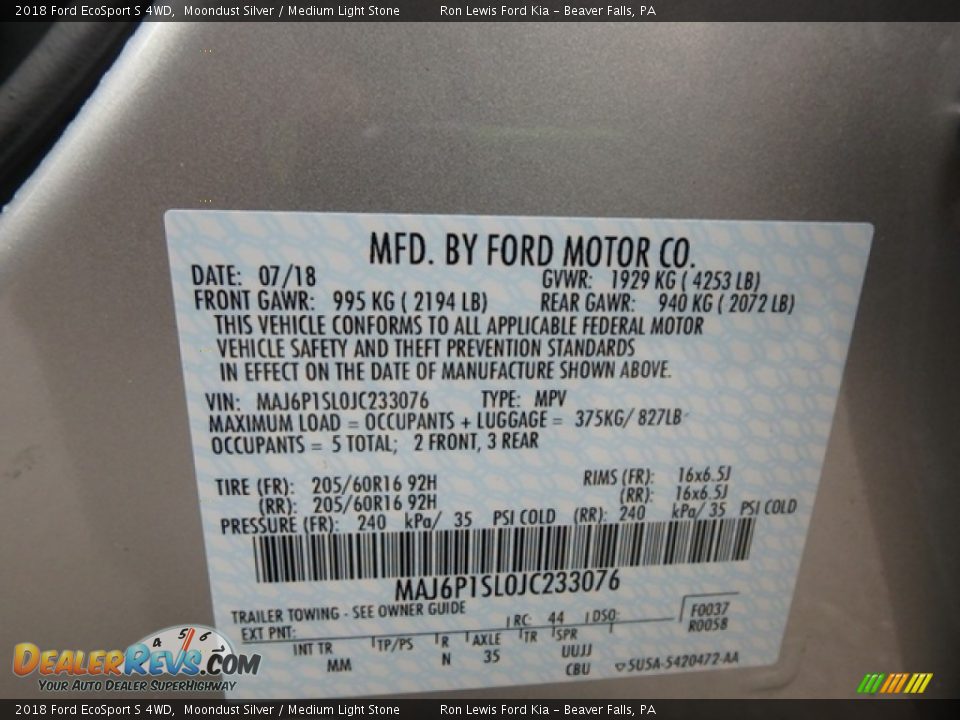 2018 Ford EcoSport S 4WD, Moondust Silver / Medium Light Stone Ron Lewis Ford Kia - Beaver Falls, PA
MFD. BY FORD MOTOR CO.
DATE: 07/18 GVWR: 1929 KG ( 4253 LB)
FRONT GAWR: 995 KG ( 2194 LB) REAR GAWR: 940 KG ( 2072 LB)
THIS VEHICLE CONFORMS TO ALL APPLICABLE FEDERAL MOTOR
VEHICLE SAFETY AND THEFT PREVENTION STANDARDS
IN EFFECT ON THE DATE OF MANUFACTURE SHOWN ABOVE.
VIN: MAJ6P1SL0JC233076 TYPE: MPV
MAXIMUM LOAD = OCCUPANTS + LUGGAGE = 375KG/ 827LB
OCCUPANTS = 5 TOTAL; 2 FRONT, 3 REAR
TIRE (FR): 205/60R16 92H RIMS (FR): 16x6.5J
(RR): 205/60R16 92H (RR): 16x6.5J
PRESSURE (FR): 240 kPa/ 35 PSI COLD (RR): 240 kPa/ 35 PSI COLD
MAJ6P1SL0JC233076
TRAILER TOWING - SEE OWNER GUIDE
EXT PNT: RC: 44 DSO: F0037
R0058
INT TR TP/PS R AXLE TR SPR
MM N 35 UUJJ
CBU 5U5A-5420472-AA
4 5 6
DEALERREVS.COM
YOUR AUTO DEALER SUPERHIGHWAY
2018 Ford EcoSport S 4WD, Moondust Silver / Medium Light Stone Ron Lewis Ford Kia - Beaver Falls, PA